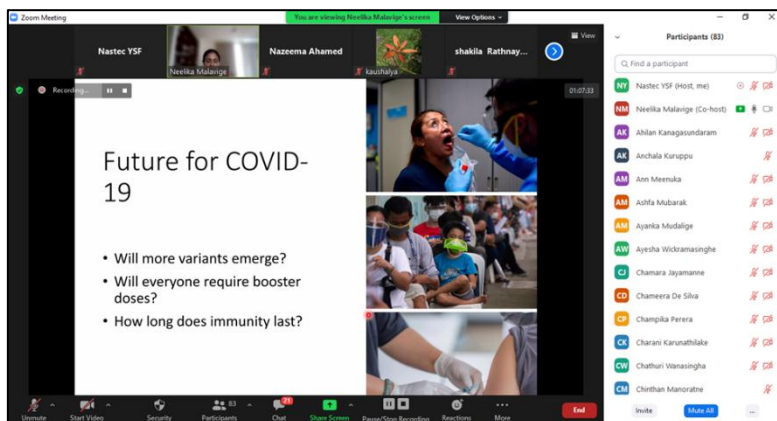 Zoom Meeting
You are viewing Neelika Malavige's screen
View Options
Nastec YSF
Neelika Malavige
Nazeema Ahamed
kaushalya
shakila Rathnay...
View
Recording...
01:07:33
Future for COVID-
19
• Will more variants emerge?
• Will everyone require booster
doses?
• How long does immunity last?
Unmute
Start Video
Security
83
Participants
21
Chat
Share Screen
Pause/Stop Recording
Reactions
More
End
Participants (83)
Find a participant
NY Nastec YSF (Host, me)
NM Neelika Malavige (Co-host)
AK Ahilan Kanagasundaram
AK Anchala Kuruppu
AM Ann Meenuka
AM Ashfa Mubarak
AM Ayanka Mudalige
AW Ayesha Wickramasinghe
CJ Chamara Jayamanne
CD Chameera De Silva
CP Champika Perera
CK Charani Karunathilake
CW Chathuri Wanasingha
CM Chinthan Manoratne
Invite
Mute All
...